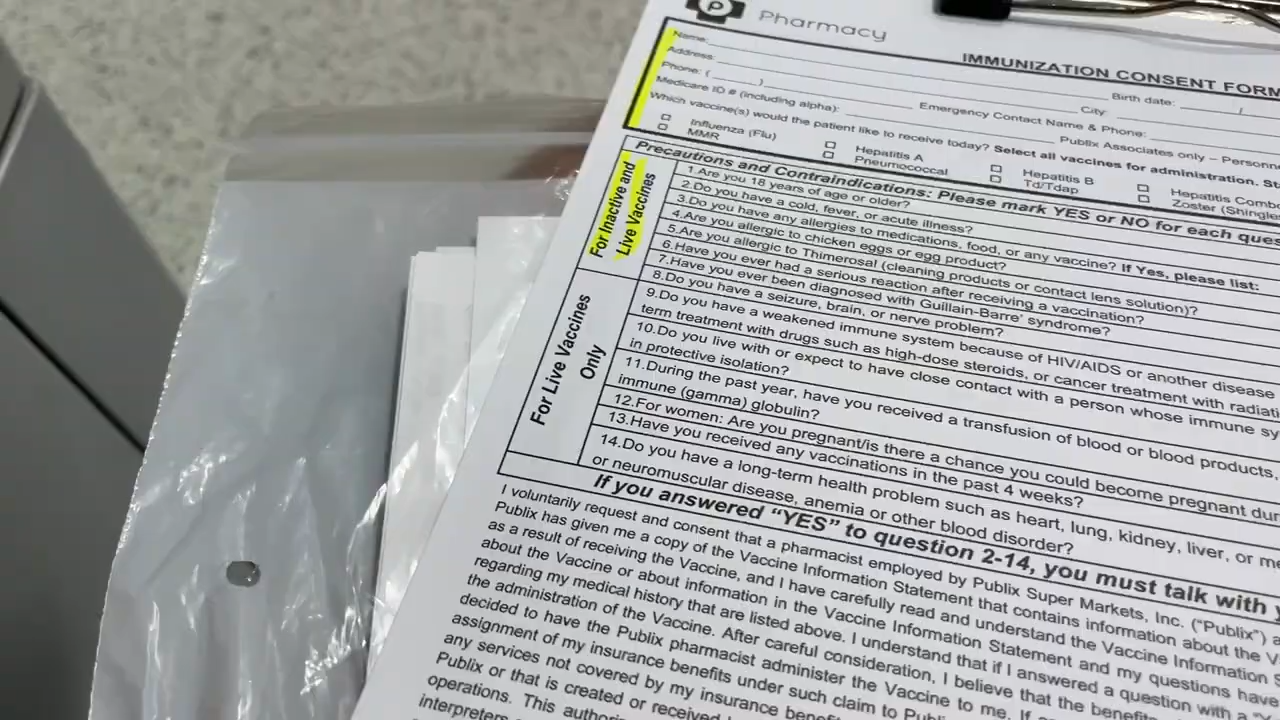 P Pharmacy
IMMUNIZATION CONSENT FORM
Name:
Birth date: /
Address:
City:
Phone: ( )
Emergency Contact Name & Phone:
Medicare ID # (including alpha):
Publix Associates only – Personn
Which vaccine(s) would the patient like to receive today? Select all vaccines for administration. St
Influenza (Flu) Hepatitis A Hepatitis B Hepatitis Combo
MMR Pneumococcal Td/Tdap Zoster (Shingle
Precautions and Contraindications: Please mark YES or NO for each ques
For Inactive and
Live Vaccines
1.Are you 18 years of age or older?
2.Do you have a cold, fever, or acute illness?
3.Do you have any allergies to medications, food, or any vaccine? If Yes, please list:
4.Are you allergic to chicken eggs or egg product?
5.Are you allergic to Thimerosal (cleaning products or contact lens solution)?
6.Have you ever had a serious reaction after receiving a vaccination?
7.Have you ever been diagnosed with Guillain-Barre' syndrome?
8.Do you have a seizure, brain, or nerve problem?
For Live Vaccines
Only
9.Do you have a weakened immune system because of HIV/AIDS or another disease
term treatment with drugs such as high-dose steroids, or cancer treatment with radiati
10.Do you live with or expect to have close contact with a person whose immune sy
in protective isolation?
11.During the past year, have you received a transfusion of blood or blood products,
immune (gamma) globulin?
12.For women: Are you pregnant/is there a chance you could become pregnant dur
13.Have you received any vaccinations in the past 4 weeks?
14.Do you have a long-term health problem such as heart, lung, kidney, liver, or me
or neuromuscular disease, anemia or other blood disorder?
If you answered “YES” to question 2-14, you must talk with
I voluntarily request and consent that a pharmacist employed by Publix Super Markets, Inc. (“Publix”) a
Publix has given me a copy of the Vaccine Information Statement that contains information about the V
as a result of receiving the Vaccine, and I have carefully read and understand the Vaccine Information
about the Vaccine or about information in the Vaccine Information Statement and my questions have
regarding my medical history that are listed above. I understand that if I answered a question with a
the administration of the Vaccine. After careful consideration, I believe that the benefit
decided to have the Publix pharmacist administer the Vaccine to me. If
assignment of my insurance benefits under such claim to Publ
any services not covered by my insurance benef
Publix or that is created or received
operations. This author
interpreters